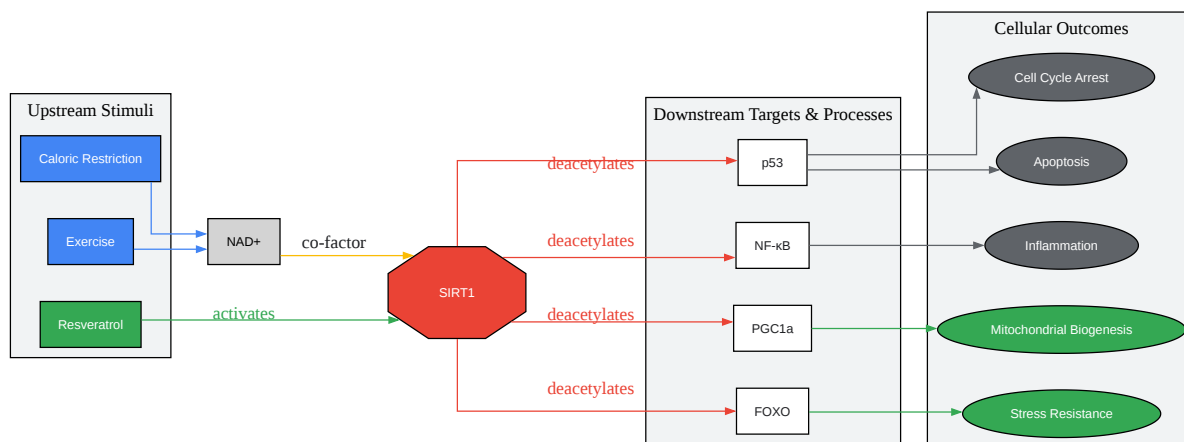 Upstream Stimuli
Caloric Restriction
Exercise
Resveratrol
NAD+
co-factor
activates
SIRT1
deacetylates
deacetylates
deacetylates
deacetylates
Downstream Targets & Processes
p53
NF-κB
PGC1a
FOXO
Cellular Outcomes
Cell Cycle Arrest
Apoptosis
Inflammation
Mitochondrial Biogenesis
Stress Resistance